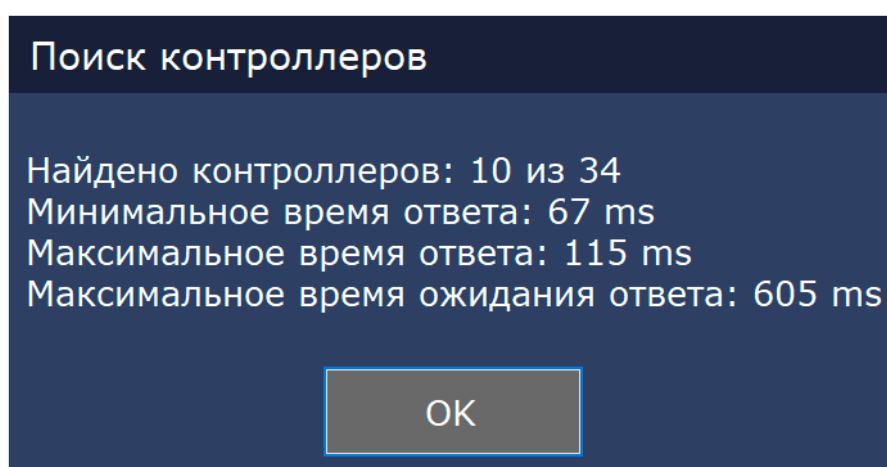 Поиск контроллеров
Найдено контроллеров: 10 из 34
Минимальное время ответа: 67 ms
Максимальное время ответа: 115 ms
Максимальное время ожидания ответа: 605 ms
OK